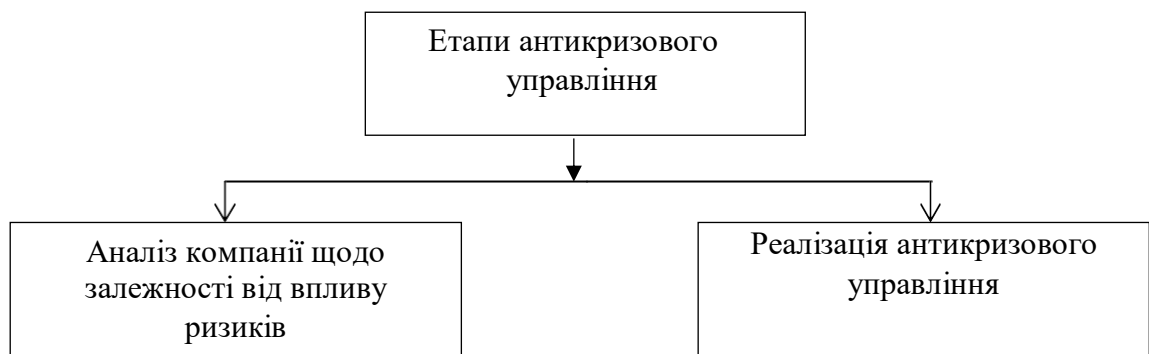 Етапи антикризового
управління
Аналіз компанії щодо
залежності від впливу
ризиків
Реалізація антикризового
управління